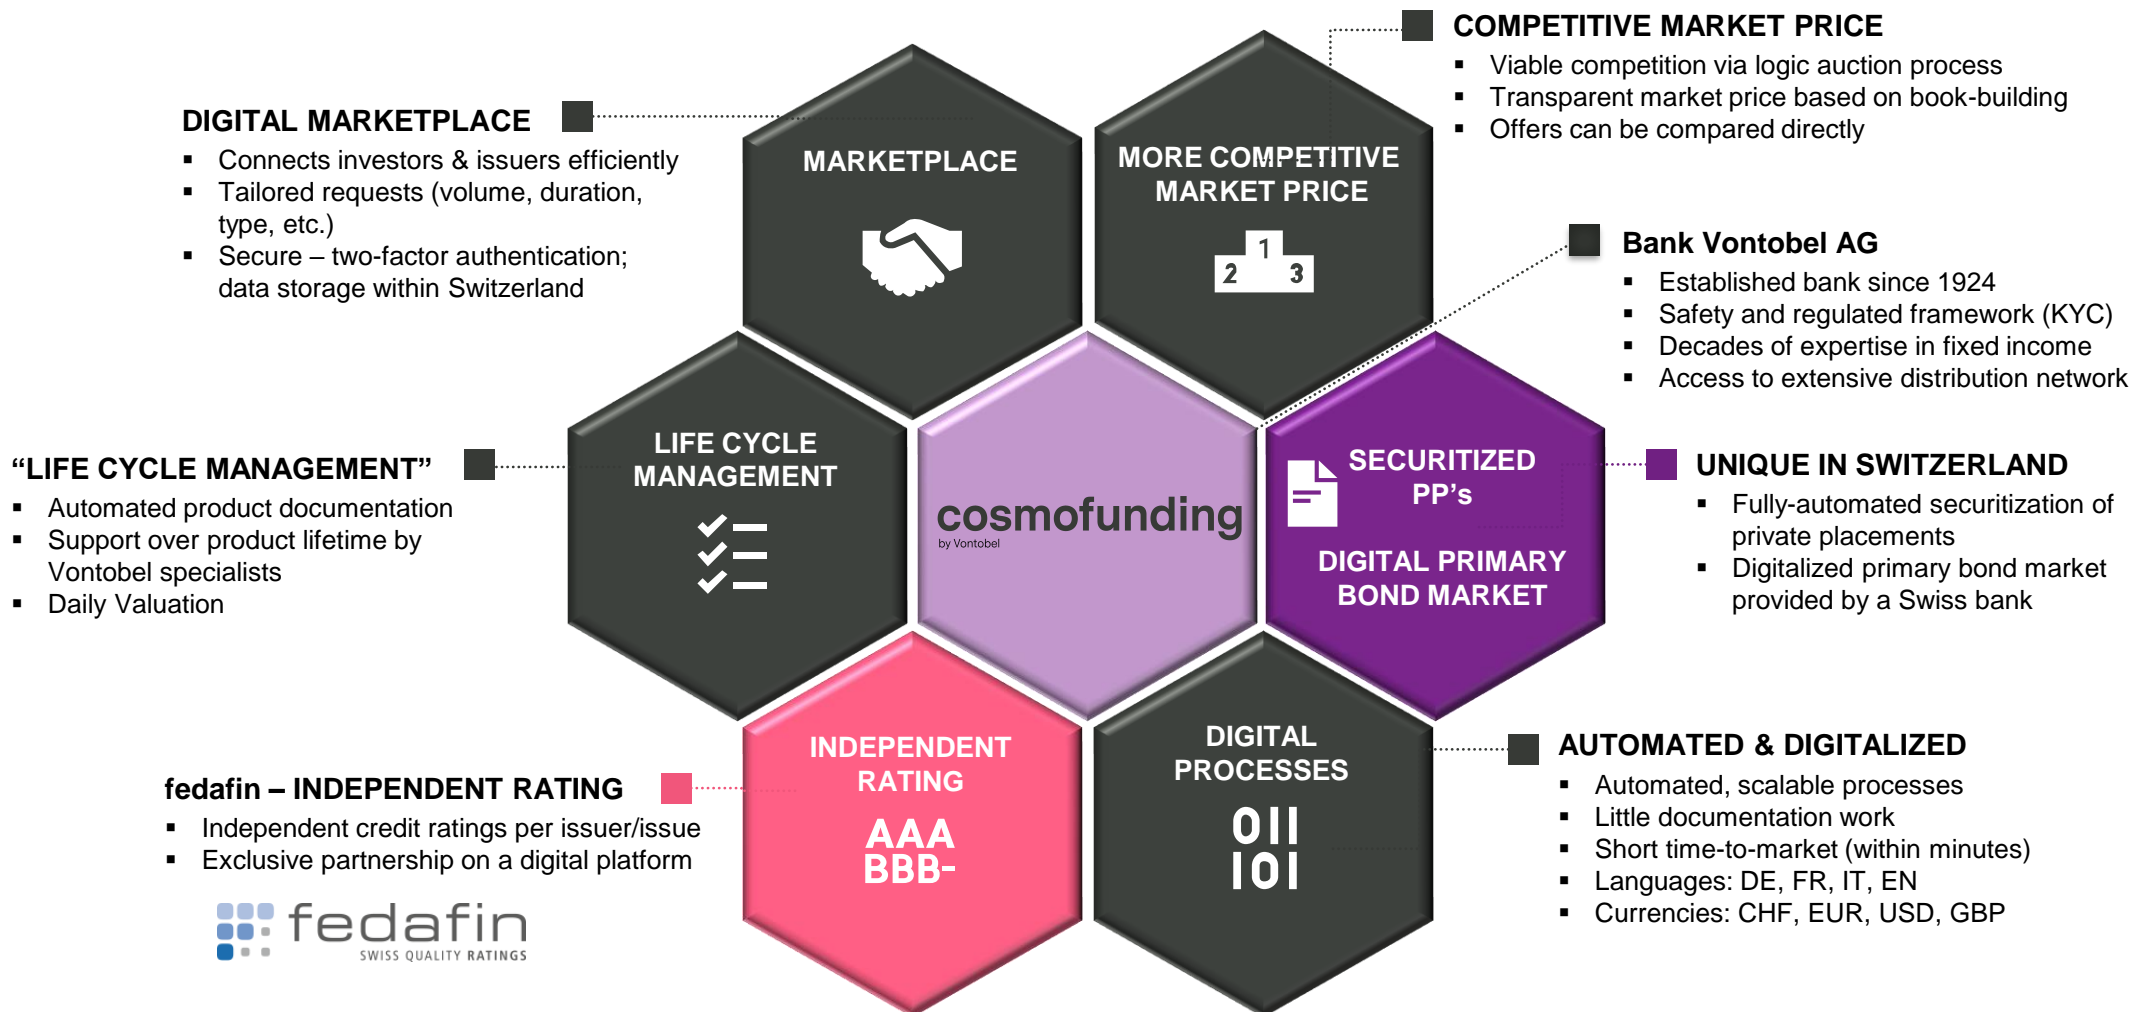 COMPETITIVE MARKET PRICE
▪ Viable competition via logic auction process
▪ Transparent market price based on book-building
▪ Offers can be compared directly
DIGITAL MARKETPLACE
▪ Connects investors & issuers efficiently
▪ Tailored requests (volume, duration,
type, etc.)
▪ Secure – two-factor authentication;
data storage within Switzerland
MARKETPLACE
MORE COMPETITIVE
MARKET PRICE
1
2 3
Bank Vontobel AG
▪ Established bank since 1924
▪ Safety and regulated framework (KYC)
▪ Decades of expertise in fixed income
▪ Access to extensive distribution network
“LIFE CYCLE MANAGEMENT”
▪ Automated product documentation
▪ Support over product lifetime by
Vontobel specialists
▪ Daily Valuation
LIFE CYCLE
MANAGEMENT
cosmofunding
by Vontobel
SECURITIZED
PP’s
DIGITAL PRIMARY
BOND MARKET
UNIQUE IN SWITZERLAND
▪ Fully-automated securitization of
private placements
▪ Digitalized primary bond market
provided by a Swiss bank
fedafin – INDEPENDENT RATING
▪ Independent credit ratings per issuer/issue
▪ Exclusive partnership on a digital platform
fedafin
SWISS QUALITY RATINGS
INDEPENDENT
RATING
AAA
BBB-
DIGITAL
PROCESSES
011
101
AUTOMATED & DIGITALIZED
▪ Automated, scalable processes
▪ Little documentation work
▪ Short time-to-market (within minutes)
▪ Languages: DE, FR, IT, EN
▪ Currencies: CHF, EUR, USD, GBP